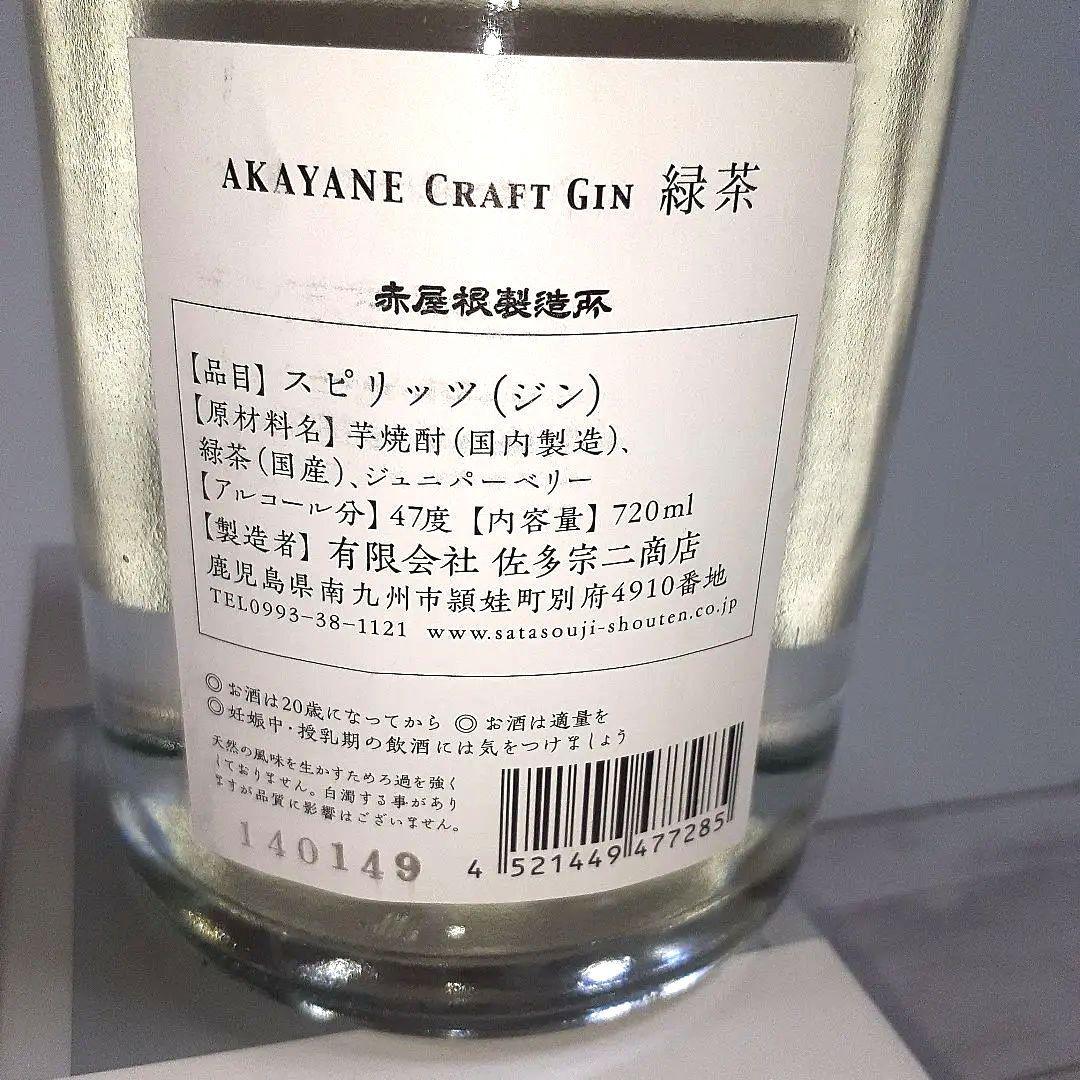 AKAYANE CRAFT GIN 緑茶
赤屋根製造所
【品目】スピリッツ(ジン)
【原材料名】芋焼酎(国内製造)、
緑茶(国産)、ジュニパーベリー
【アルコール分】47度【内容量】720ml
【製造者】有限会社 佐多宗二商店
鹿児島県南九州市頴娃町別府4910番地
TEL0993-38-1121 www.satasouji-shouten.co.jp
◎お酒は20歳になってから ◎お酒は適量を
◎妊娠中・授乳期の飲酒には気をつけましょう
天然の風味を生かすためろ過を強く
しておりません。白濁する事があり
ますが品質に影響はございません。
140149
4 521449 477285